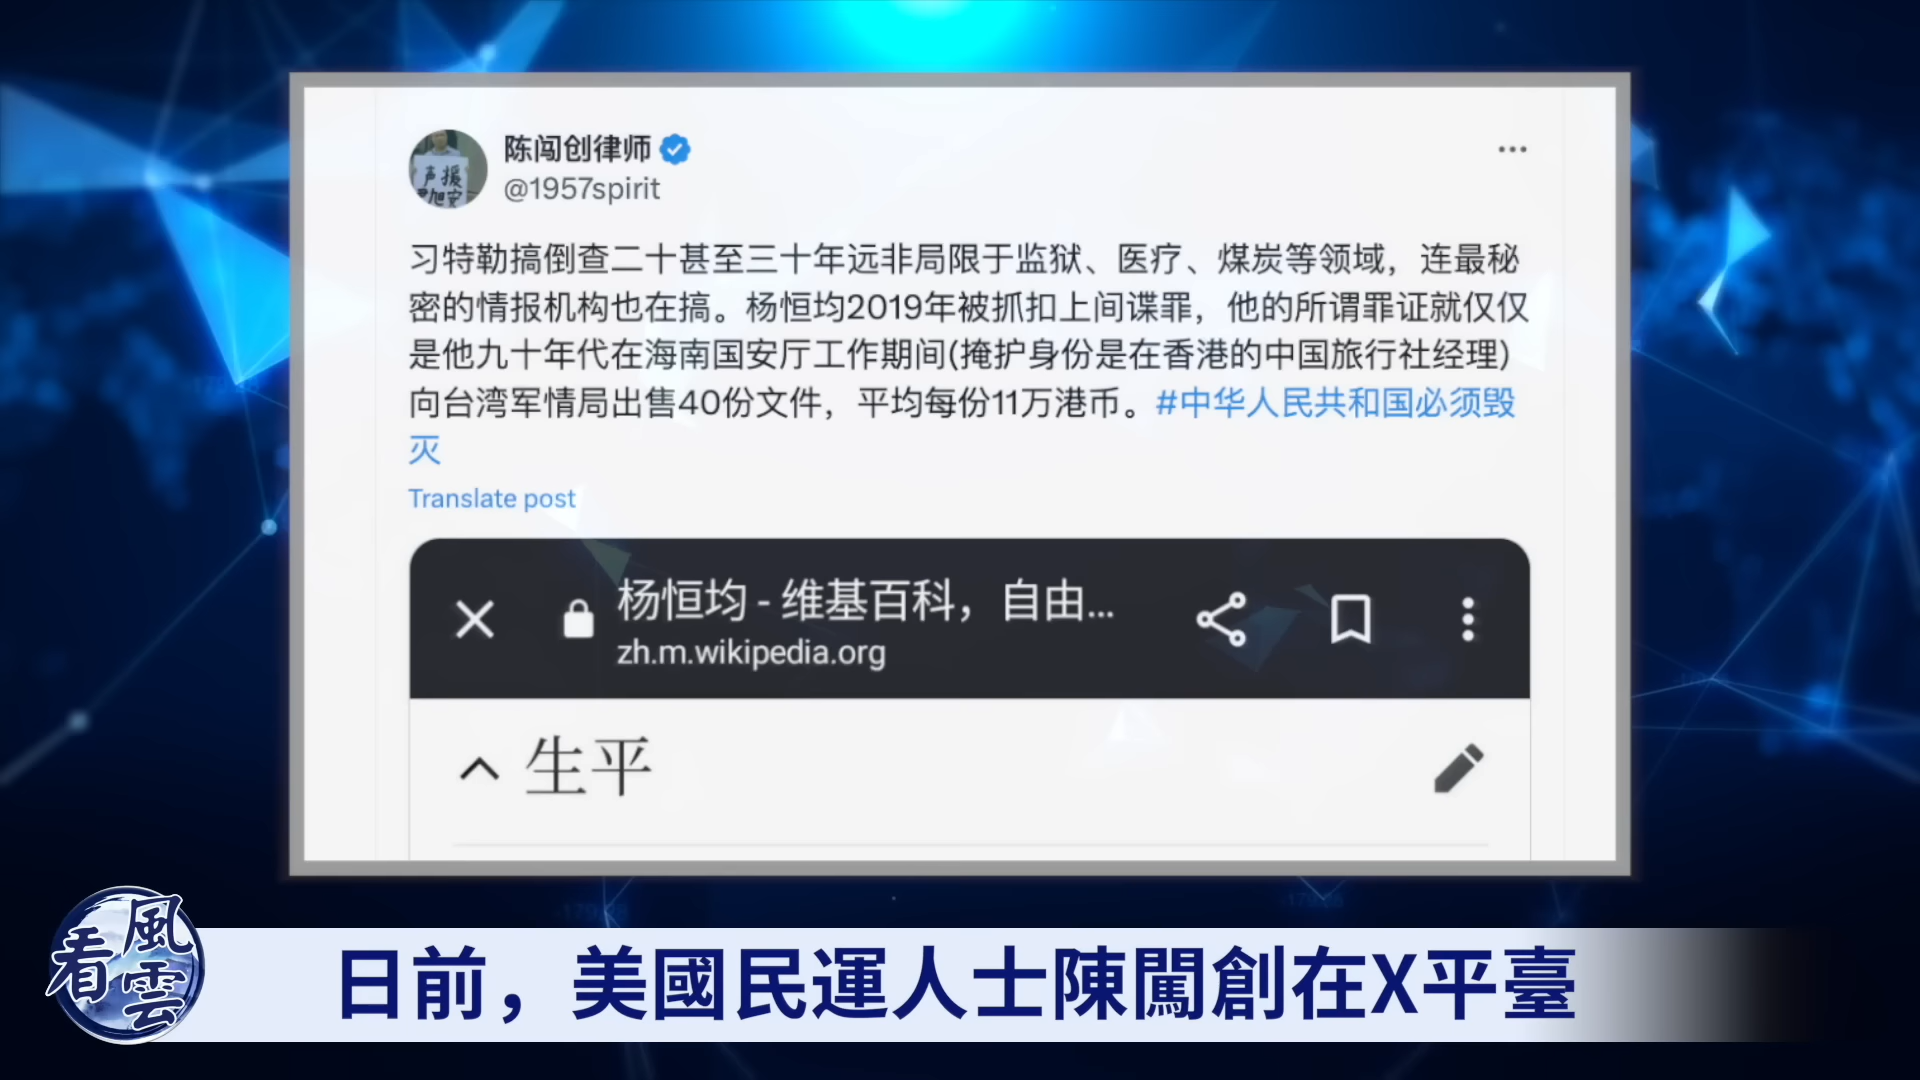 陈闯创律师
@1957spirit
声援
习特勒搞倒查二十甚至三十年远非局限于监狱、医疗、煤炭等领域，连最秘
密的情报机构也在搞。杨恒均2019年被抓扣上间谍罪，他的所谓罪证就仅仅
是他九十年代在海南国安厅工作期间(掩护身份是在香港的中国旅行社经理)
向台湾军情局出售40份文件，平均每份11万港币。#中华人民共和国必须毁
灭
Translate post
杨恒均 - 维基百科，自由...
zh.m.wikipedia.org
生平
看風雲
日前，美國民運人士陳闖創在X平臺